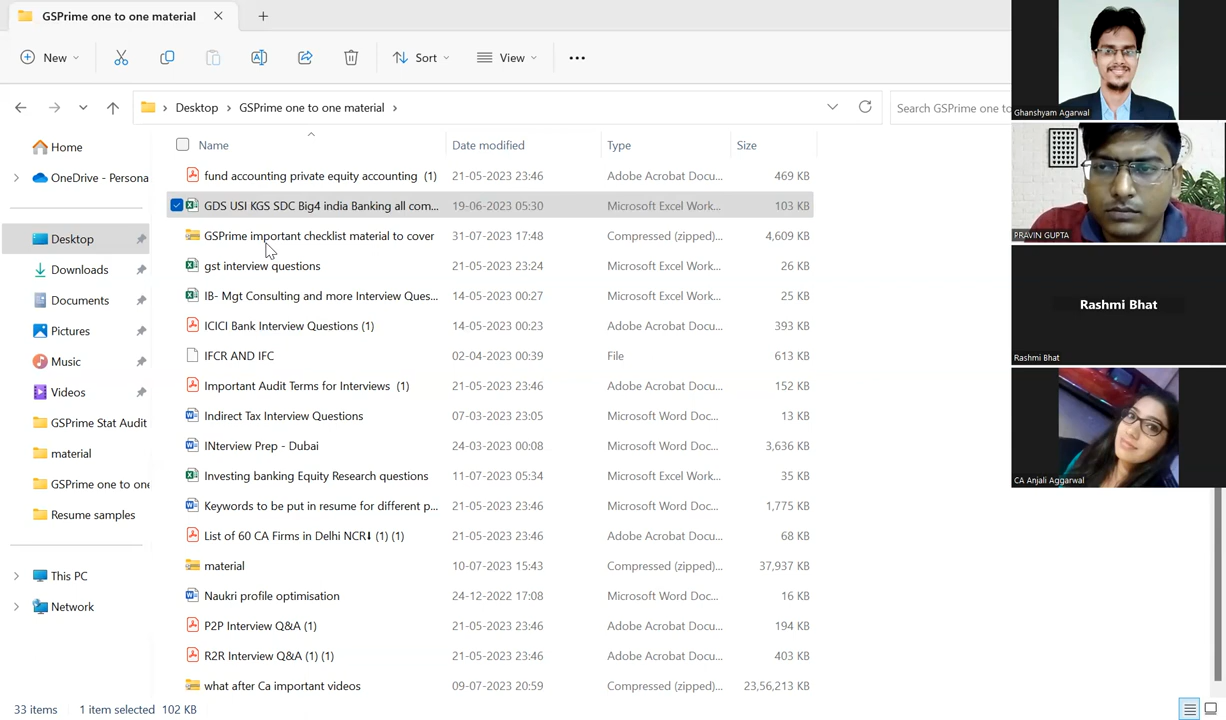 GSPrime one to one material
New
Sort
View
Desktop > GSPrime one to one material >
Search GSPrime one to
Name
Date modified
Type
Size
Home
OneDrive - Persona
Desktop
Downloads
Documents
Pictures
Music
Videos
GSPrime Stat Audit
material
GSPrime one to one
Resume samples
This PC
Network
fund accounting private equity accounting (1) 21-05-2023 23:46 Adobe Acrobat Docu... 469 KB
GDS USI KGS SDC Big4 india Banking all com... 19-06-2023 05:30 Microsoft Excel Work... 103 KB
GSPrime important checklist material to cover 31-07-2023 17:48 Compressed (zipped)... 4,609 KB
gst interview questions 21-05-2023 23:24 Microsoft Excel Work... 26 KB
IB- Mgt Consulting and more Interview Ques... 14-05-2023 00:27 Microsoft Excel Work... 25 KB
ICICI Bank Interview Questions (1) 14-05-2023 00:23 Adobe Acrobat Docu... 393 KB
IFCR AND IFC 02-04-2023 00:39 File 613 KB
Important Audit Terms for Interviews (1) 21-05-2023 23:46 Adobe Acrobat Docu... 152 KB
Indirect Tax Interview Questions 07-03-2023 23:05 Microsoft Word Doc... 13 KB
INterview Prep - Dubai 24-03-2023 00:08 Microsoft Word Doc... 3,636 KB
Investing banking Equity Research questions 11-07-2023 05:34 Microsoft Excel Work... 35 KB
Keywords to be put in resume for different p... 21-05-2023 23:46 Microsoft Word Doc... 1,775 KB
List of 60 CA Firms in Delhi NCR⬇ (1) (1) 21-05-2023 23:46 Adobe Acrobat Docu... 68 KB
material 10-07-2023 15:43 Compressed (zipped)... 37,937 KB
Naukri profile optimisation 24-12-2022 17:08 Microsoft Word Doc... 16 KB
P2P Interview Q&A (1) 21-05-2023 23:46 Adobe Acrobat Docu... 194 KB
R2R Interview Q&A (1) (1) 21-05-2023 23:46 Adobe Acrobat Docu... 403 KB
what after Ca important videos 09-07-2023 20:59 Compressed (zipped)... 23,56,213 KB
33 items 1 item selected 102 KB
Ghanshyam Agarwal
PRAVIN GUPTA
Rashmi Bhat
Rashmi Bhat
CA Anjali Aggarwal